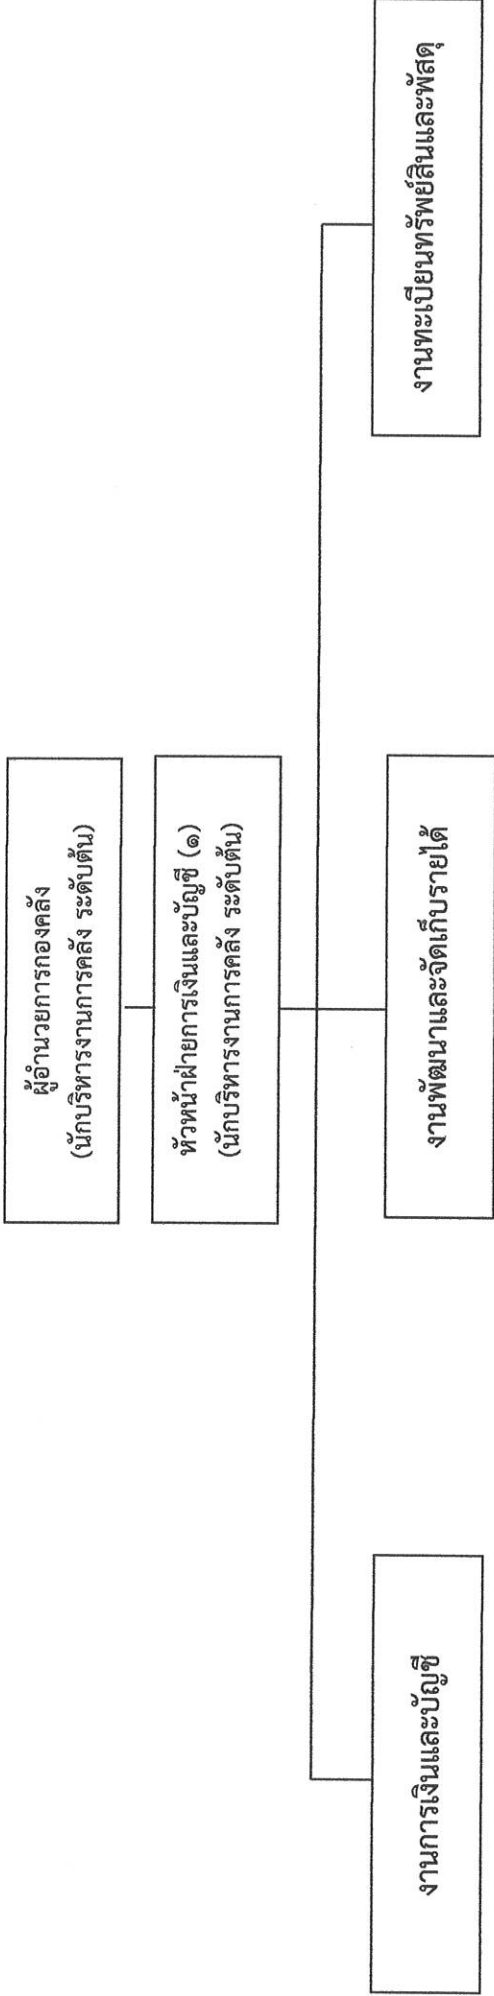 ผู้อำนวยการกองคลัง
(นักบริหารงานการคลัง ระดับต้น)
หัวหน้าฝ่ายการเงินและบัญชี (๑)
(นักบริหารงานการคลัง ระดับต้น)
งานการเงินและบัญชี
งานพัฒนาและจัดเก็บรายได้
งานทะเบียนทรัพย์สินและพัสดุ